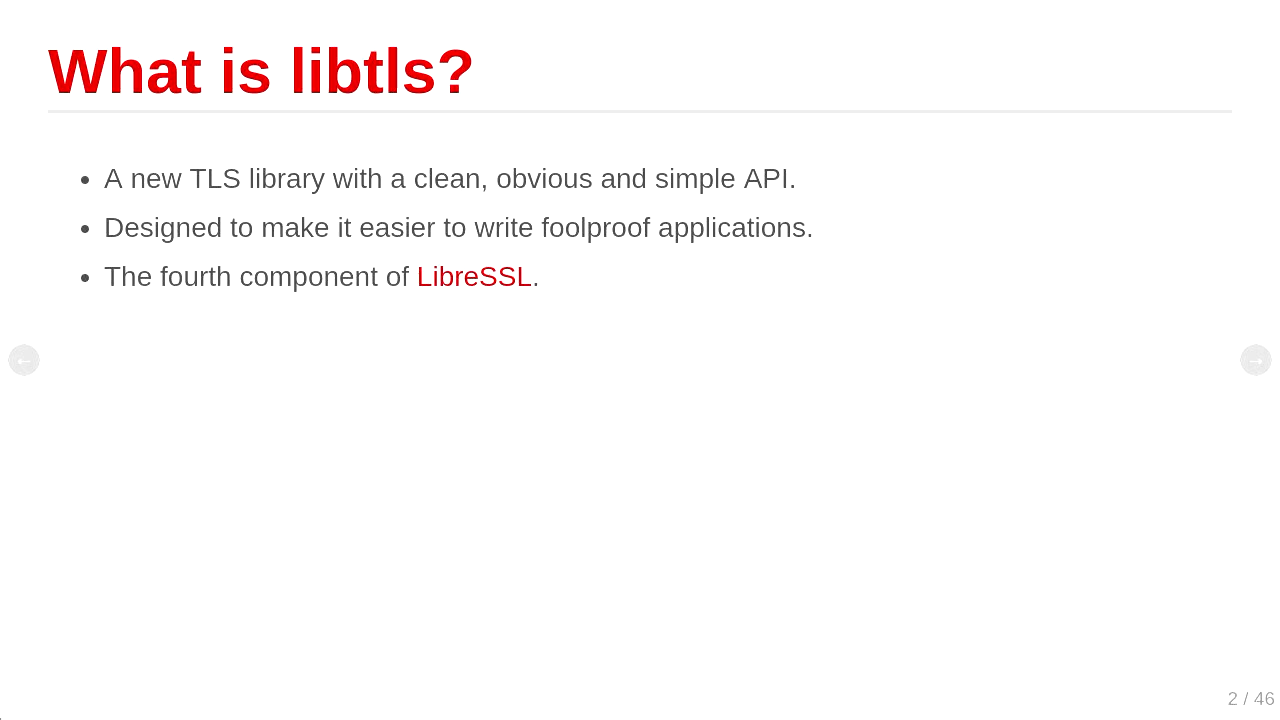 What is libtls?
• A new TLS library with a clean, obvious and simple API.
• Designed to make it easier to write foolproof applications.
• The fourth component of LibreSSL.
←
→
2 / 46